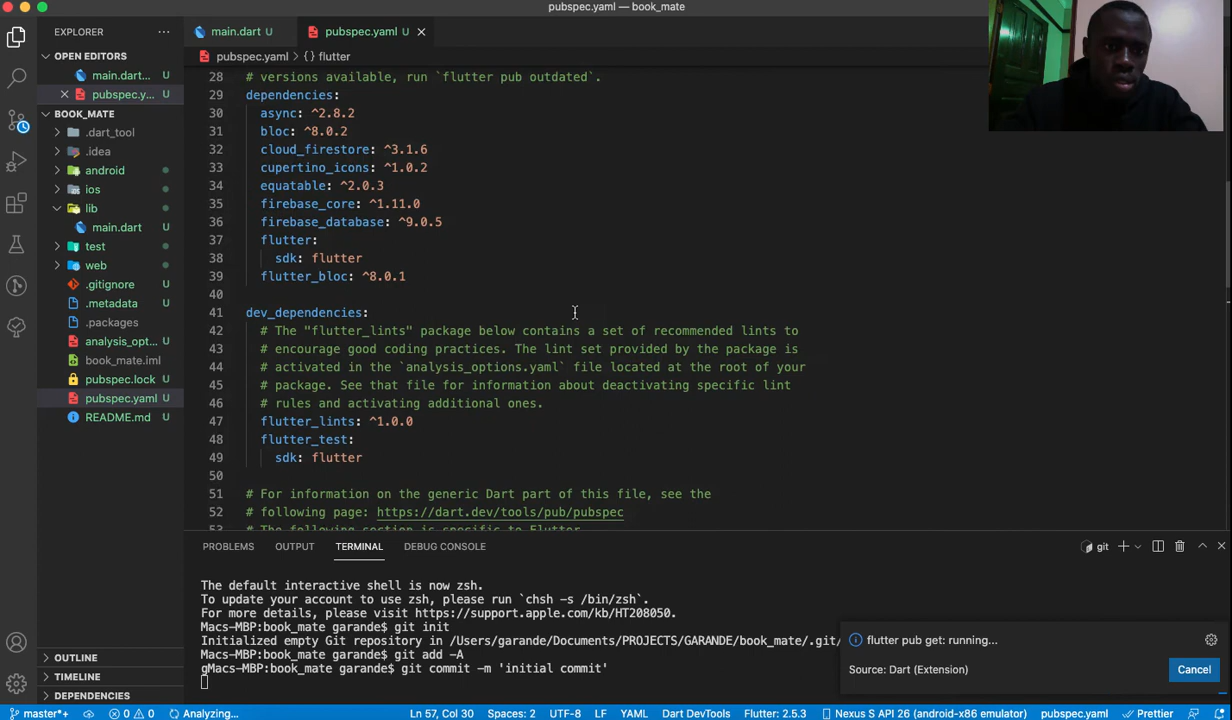 pubspec.yaml — book_mate
EXPLORER
OPEN EDITORS
main.dart... U
pubspec.y... U
BOOK_MATE
.dart_tool
.idea
android
ios
lib
main.dart U
test
web
.gitignore U
.metadata U
.packages
analysis_opt... U
book_mate.iml
pubspec.lock U
pubspec.yaml U
README.md U
OUTLINE
TIMELINE
DEPENDENCIES
main.dart U
pubspec.yaml U
pubspec.yaml > {} flutter
28 # versions available, run `flutter pub outdated`.
29 dependencies:
30 async: ^2.8.2
31 bloc: ^8.0.2
32 cloud_firestore: ^3.1.6
33 cupertino_icons: ^1.0.2
34 equatable: ^2.0.3
35 firebase_core: ^1.11.0
36 firebase_database: ^9.0.5
37 flutter:
38 sdk: flutter
39 flutter_bloc: ^8.0.1
40
41 dev_dependencies:
42 # The "flutter_lints" package below contains a set of recommended lints to
43 # encourage good coding practices. The lint set provided by the package is
44 # activated in the `analysis_options.yaml` file located at the root of your
45 # package. See that file for information about deactivating specific lint
46 # rules and activating additional ones.
47 flutter_lints: ^1.0.0
48 flutter_test:
49 sdk: flutter
50
51 # For information on the generic Dart part of this file, see the
52 # following page: https://dart.dev/tools/pub/pubspec
53 # The following section is specific to Flutter.
PROBLEMS OUTPUT TERMINAL DEBUG CONSOLE
git
The default interactive shell is now zsh.
To update your account to use zsh, please run `chsh -s /bin/zsh`.
For more details, please visit https://support.apple.com/kb/HT208050.
Macs-MBP:book_mate garande$ git init
Initialized empty Git repository in /Users/garande/Documents/PROJECTS/GARANDE/book_mate/.git/
Macs-MBP:book_mate garande$ git add -A
gMacs-MBP:book_mate garande$ git commit -m 'initial commit'
flutter pub get: running...
Source: Dart (Extension)
Cancel
master*+ 0 0 Analyzing... Ln 57, Col 30 Spaces: 2 UTF-8 LF YAML Dart DevTools Flutter: 2.5.3 Nexus S API 26 (android-x86 emulator) pubspec.yaml Prettier